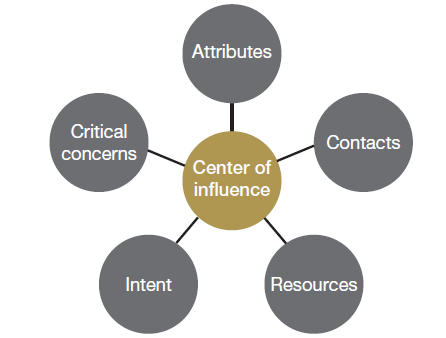 Attributes
Critical
concerns
Contacts
Center of
influence
Intent
Resources